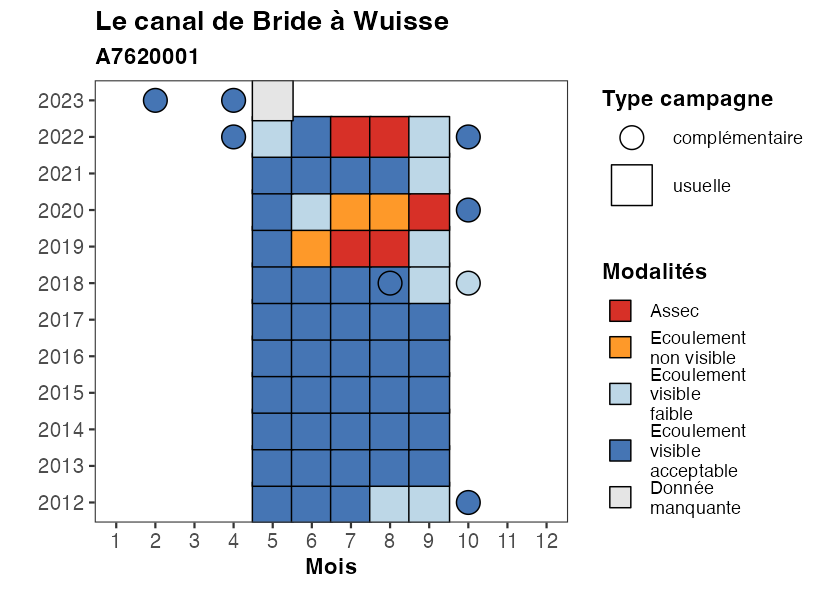 Le canal de Bride à Wuisse
A7620001
2023
2022
2021
2020
2019
2018
2017
2016
2015
2014
2013
2012
1 2 3 4 5 6 7 8 9 10 11 12
Mois
Type campagne
complémentaire
usuelle
Modalités
Assec
Ecoulement
non visible
Ecoulement
visible
faible
Ecoulement
visible
acceptable
Donnée
manquante